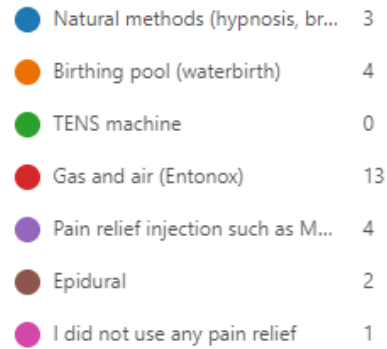 Natural methods (hypnosis, br... 3
Birthing pool (waterbirth) 4
TENS machine 0
Gas and air (Entonox) 13
Pain relief injection such as M... 4
Epidural 2
I did not use any pain relief 1